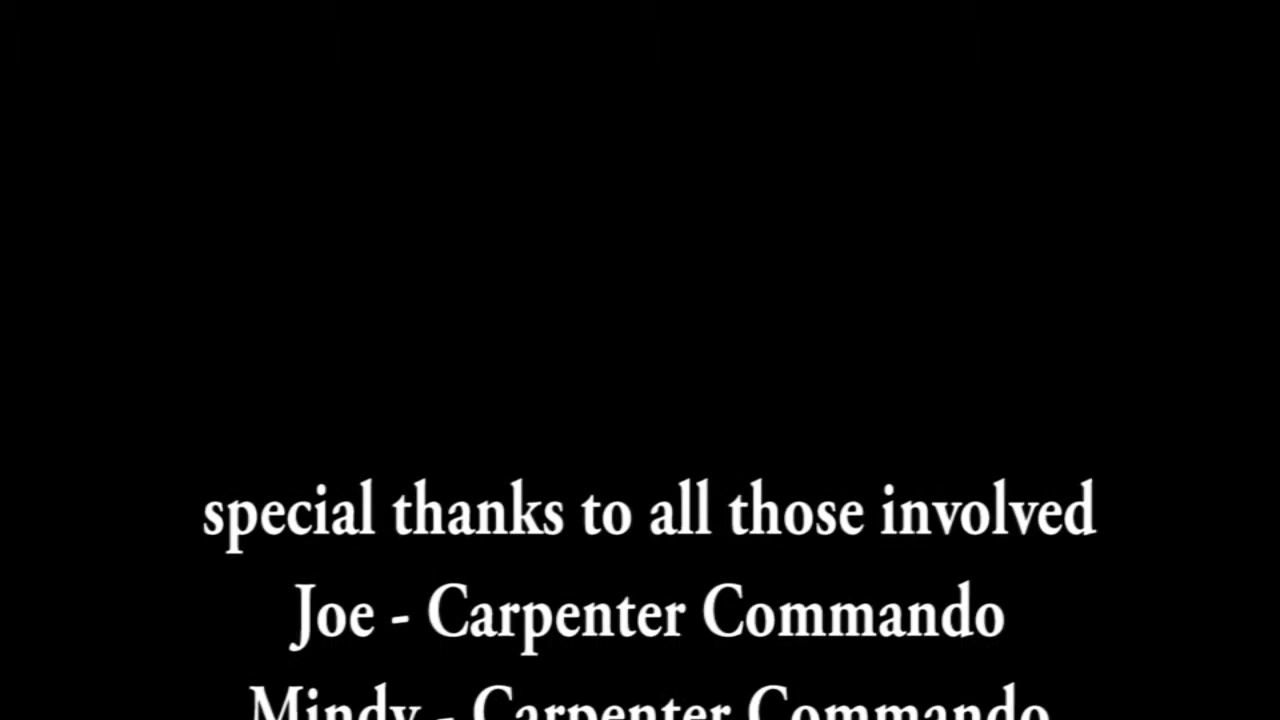 special thanks to all those involved
Joe - Carpenter Commando
Mindy - Carpenter Commando